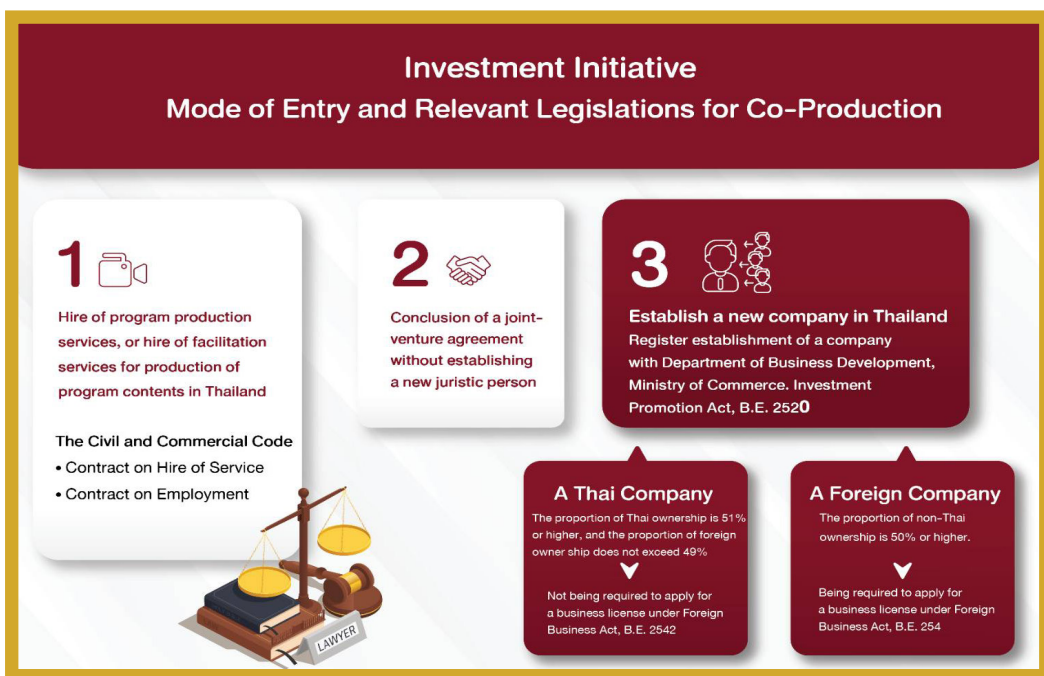 Investment Initiative
Mode of Entry and Relevant Legislations for Co-Production
1
Hire of program production
services, or hire of facilitation
services for production of
program contents in Thailand
The Civil and Commercial Code
• Contract on Hire of Service
• Contract on Employment
LAWYER
2
Conclusion of a joint-
venture agreement
without establishing
a new juristic person
3
Establish a new company in Thailand
Register establishment of a company
with Department of Business Development,
Ministry of Commerce. Investment
Promotion Act, B.E. 2520
A Thai Company
The proportion of Thai ownership is 51%
or higher, and the proportion of foreign
owner ship does not exceed 49%
Not being required to apply for
a business license under Foreign
Business Act, B.E. 2542
A Foreign Company
The proportion of non-Thai
ownership is 50% or higher.
Being required to apply for
a business license under Foreign
Business Act, B.E. 254